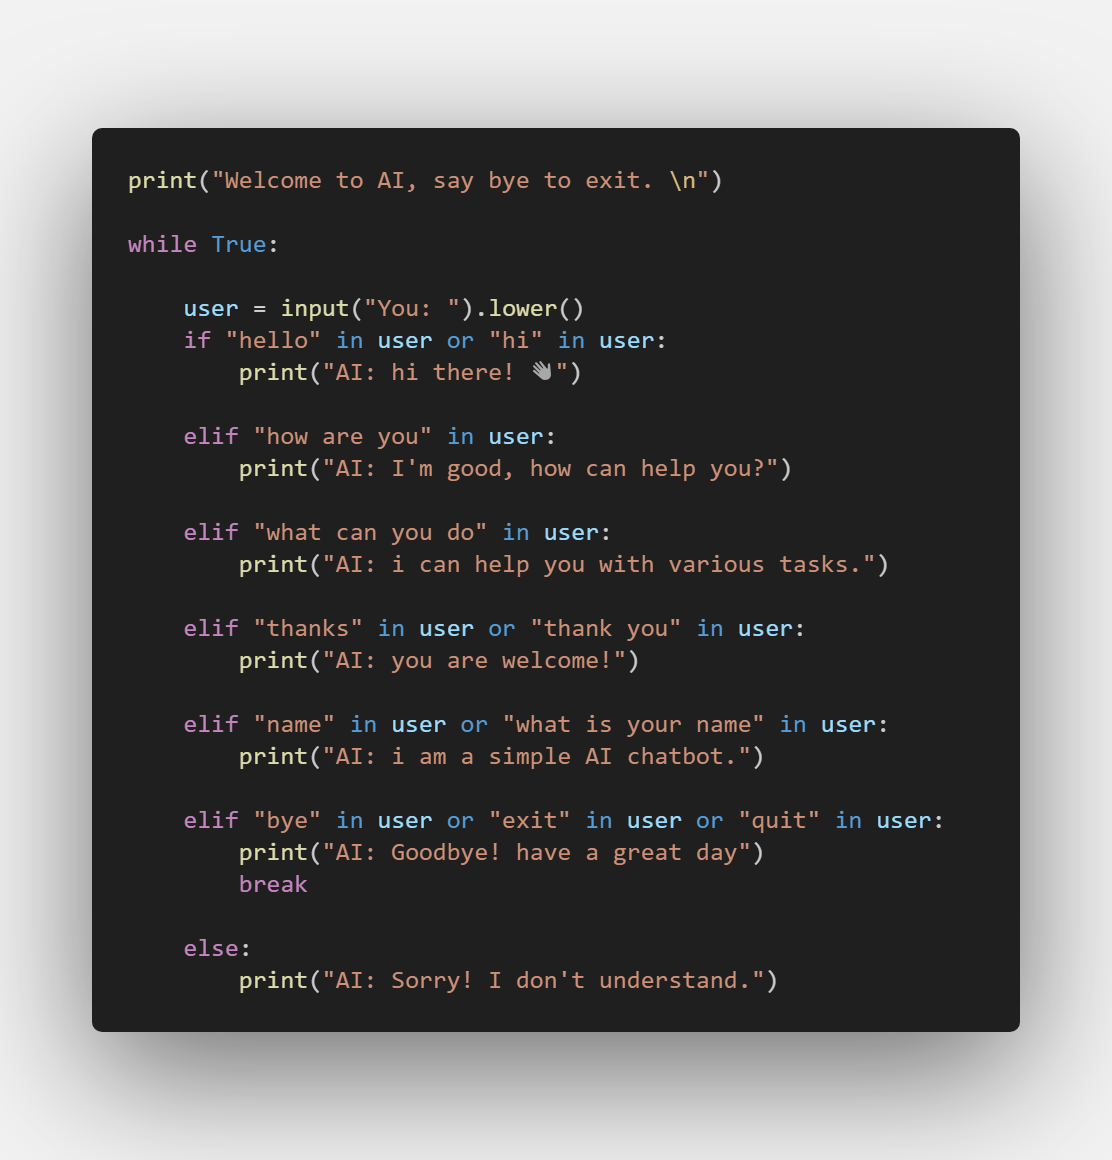 print("Welcome to AI, say bye to exit. \n")
while True:
    user = input("You: ").lower()
    if "hello" in user or "hi" in user:
        print("AI: hi there! 👋")
    elif "how are you" in user:
        print("AI: I'm good, how can help you?")
    elif "what can you do" in user:
        print("AI: i can help you with various tasks.")
    elif "thanks" in user or "thank you" in user:
        print("AI: you are welcome!")
    elif "name" in user or "what is your name" in user:
        print("AI: i am a simple AI chatbot.")
    elif "bye" in user or "exit" in user or "quit" in user:
        print("AI: Goodbye! have a great day")
        break
    else:
        print("AI: Sorry! I don't understand.")